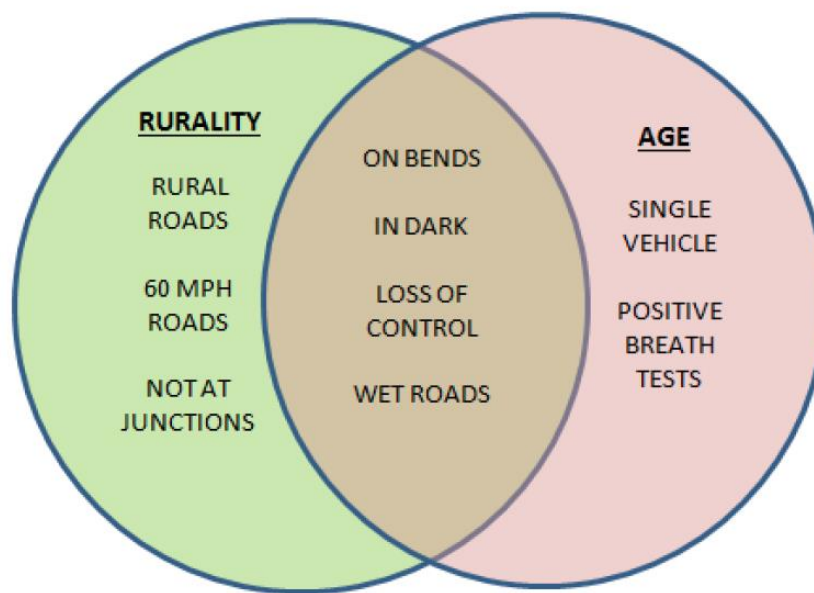 RURALITY
RURAL
ROADS
60 MPH
ROADS
NOT AT
JUNCTIONS
ON BENDS
IN DARK
LOSS OF
CONTROL
WET ROADS
AGE
SINGLE
VEHICLE
POSITIVE
BREATH
TESTS